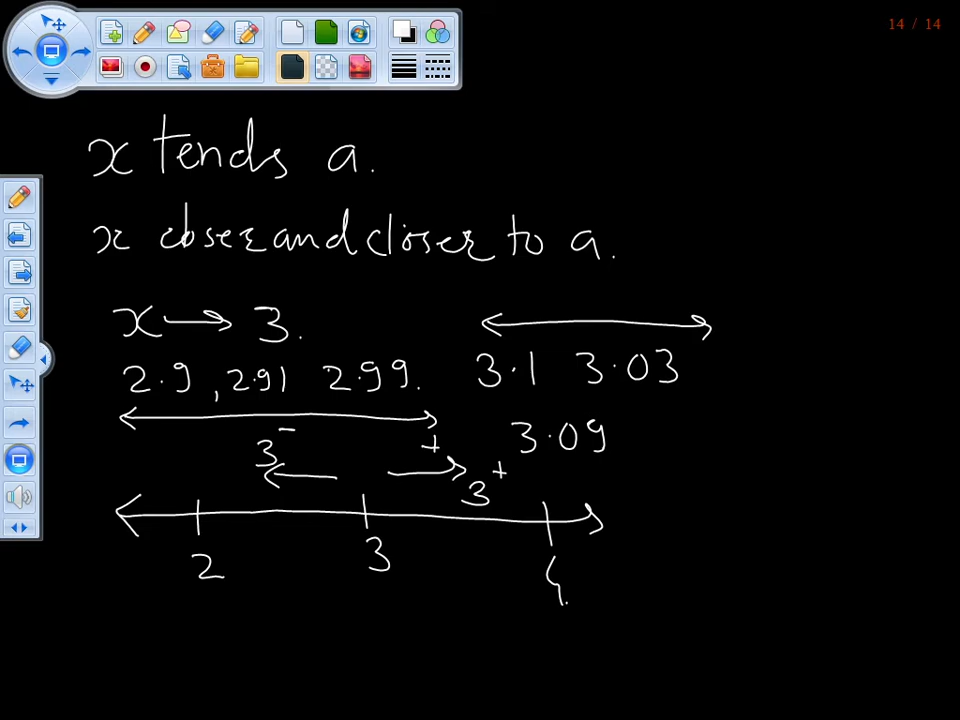 14 / 14
x tends a.
x closer and closer to a.
x → 3.
2.9 , 2.91 2.99. 3.1 3.03
3.09
3⁻ + 3⁺
2 3 4